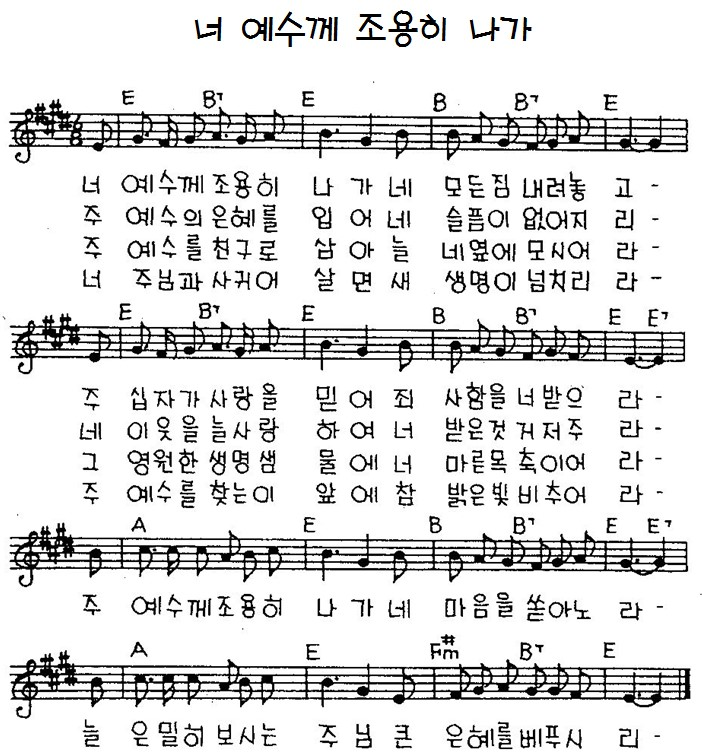 너 예수께 조용히 나가
E B7 E B B7 E
너 예수께조용히 나 가 네 모든짐 내려놓 고 -
주 예수의은혜를 입 어 네 슬픔이 없어지 리 -
주 예수를친구로 삼 아 늘 네옆에 모시어 라 -
너 주님과사귀어 살 면 새 생명이 넘치리 라 -
E B7 E B B7 E E7
주 십자가 사랑을 믿 어 죄 사함을 너 받으 라 -
네 이웃을 늘사랑 하 여 너 받은것 거저주 라 -
그 영원한 생명샘 물 에 너 마른목 축이어 라 -
주 예수를 찾는이 앞 에 참 밝은빛 비추어 라 -
A E B B7 E E7
주 예수께조용히 나 가 네 마음을 쏟아노 라 -
A E F#m B7 E
늘 은밀히 보시는 주 님 큰 은혜를베푸시 리 -